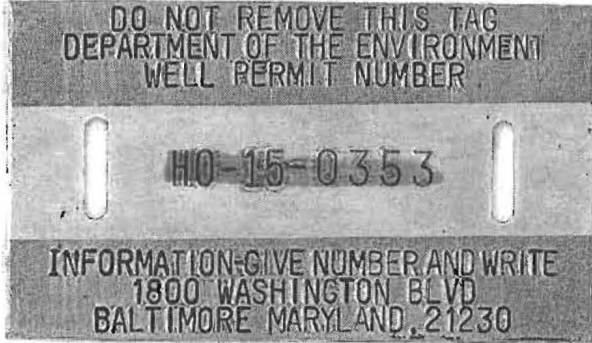 DO NOT REMOVE THIS TAG
DEPARTMENT OF THE ENVIRONMENT
WELL PERMIT NUMBER
HO-15-0353
INFORMATION-GIVE NUMBER AND WRITE
1800 WASHINGTON BLVD
BALTIMORE MARYLAND, 21230